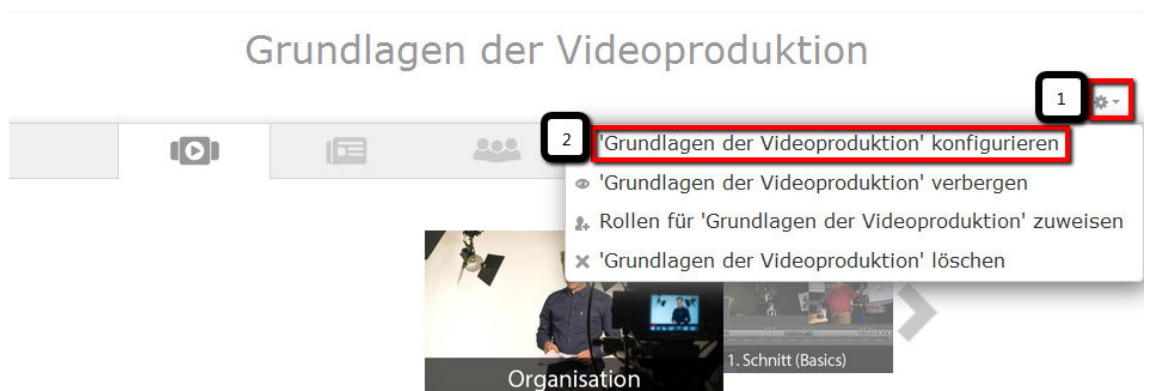 Grundlagen der Videoproduktion
1
2
'Grundlagen der Videoproduktion' konfigurieren
'Grundlagen der Videoproduktion' verbergen
Rollen für 'Grundlagen der Videoproduktion' zuweisen
'Grundlagen der Videoproduktion' löschen
Organisation
1. Schnitt (Basics)